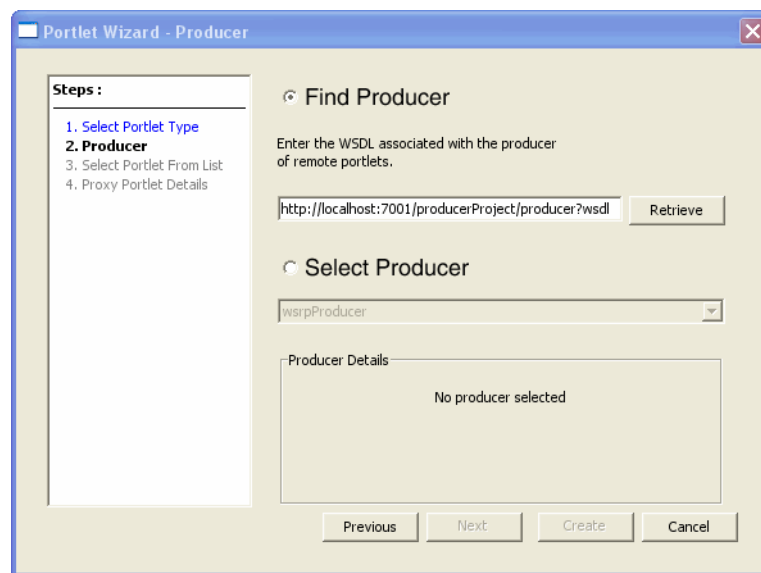 Portlet Wizard - Producer
Steps :
1. Select Portlet Type
2. Producer
3. Select Portlet From List
4. Proxy Portlet Details
Find Producer
Enter the WSDL associated with the producer
of remote portlets.
http://localhost:7001/producerProject/producer?wsdl
Retrieve
Select Producer
wsrpProducer
Producer Details
No producer selected
Previous
Next
Create
Cancel